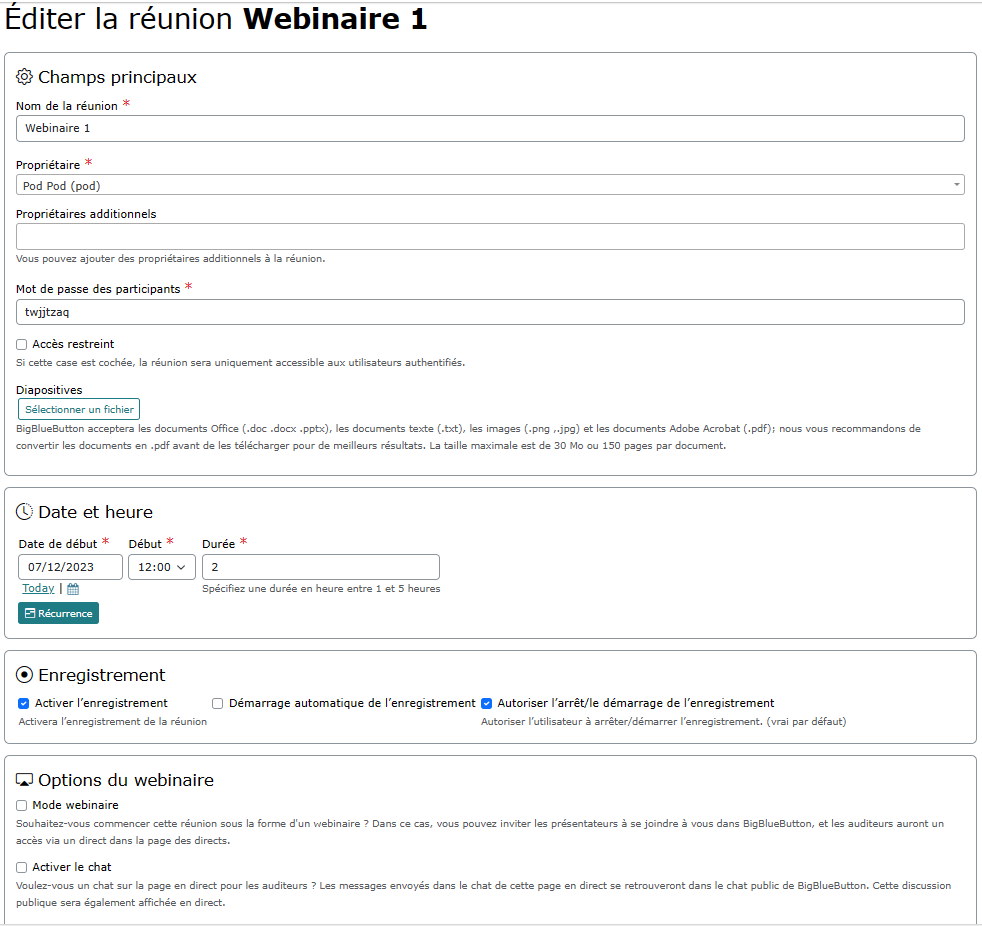 Éditer la réunion Webinaire 1
Champs principaux
Nom de la réunion *
Webinaire 1
Propriétaire *
Pod Pod (pod)
Propriétaires additionnels
Vous pouvez ajouter des propriétaires additionnels à la réunion.
Mot de passe des participants *
twjjtzaq
Accès restreint
Si cette case est cochée, la réunion sera uniquement accessible aux utilisateurs authentifiés.
Diapositives
Sélectionner un fichier
BigBlueButton acceptera les documents Office (.doc .docx .pptx), les documents texte (.txt), les images (.png ,.jpg) et les documents Adobe Acrobat (.pdf); nous vous recommandons de
convertir les documents en .pdf avant de les télécharger pour de meilleurs résultats. La taille maximale est de 30 Mo ou 150 pages par document.
Date et heure
Date de début * Début * Durée *
07/12/2023 12:00 2
Today | Spécifiez une durée en heure entre 1 et 5 heures
Récurrence
Enregistrement
Activer l’enregistrement Démarrage automatique de l’enregistrement Autoriser l’arrêt/le démarrage de l’enregistrement
Activera l’enregistrement de la réunion Autoriser l’utilisateur à arrêter/démarrer l’enregistrement. (vrai par défaut)
Options du webinaire
Mode webinaire
Souhaitez-vous commencer cette réunion sous la forme d’un webinaire ? Dans ce cas, vous pouvez inviter les présentateurs à se joindre à vous dans BigBlueButton, et les auditeurs auront un
accès via un direct dans la page des directs.
Activer le chat
Voulez-vous un chat sur la page en direct pour les auditeurs ? Les messages envoyés dans le chat de cette page en direct se retrouveront dans le chat public de BigBlueButton. Cette discussion
publique sera également affichée en direct.